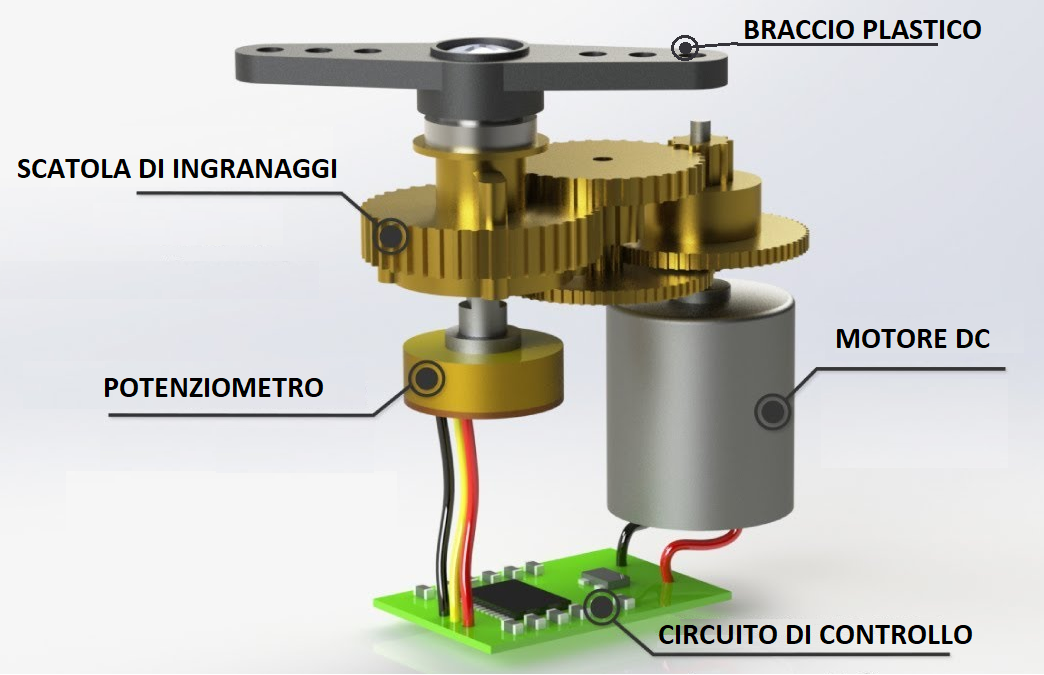 BRACCIO PLASTICO
SCATOLA DI INGRANAGGI
MOTORE DC
POTENZIOMETRO
CIRCUITO DI CONTROLLO